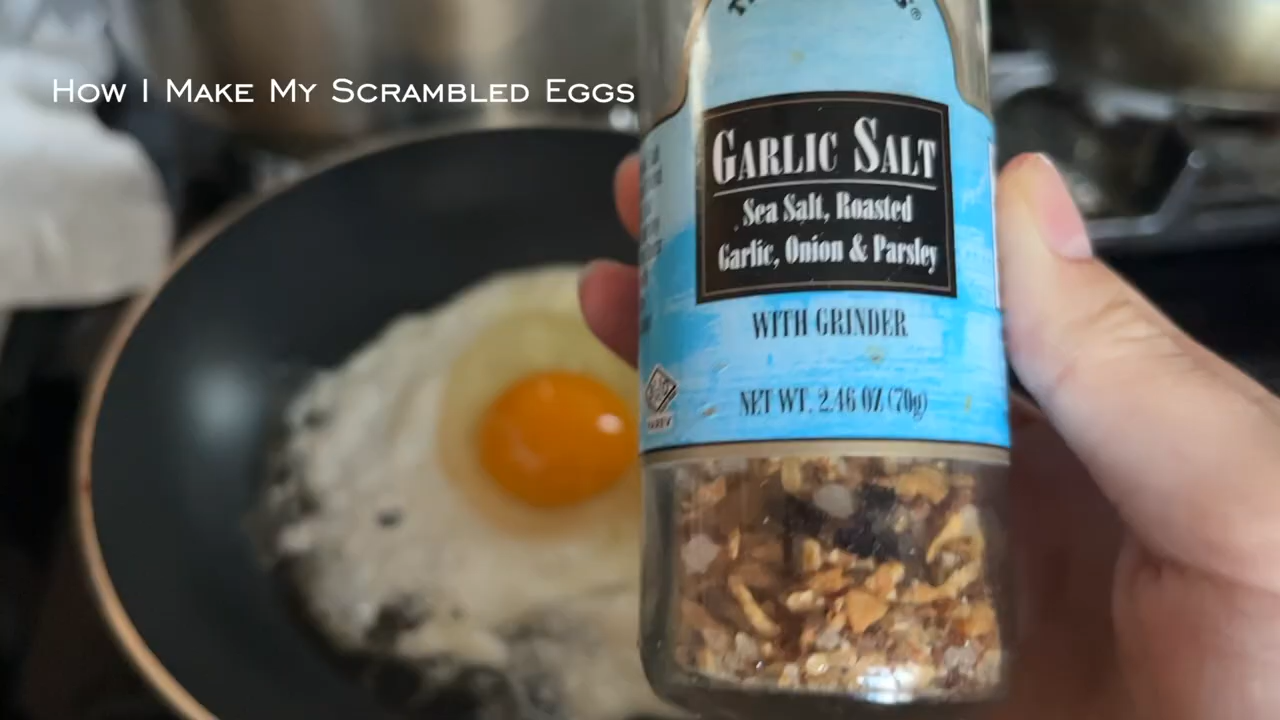 How I Make My Scrambled Eggs
Garlic Salt
Sea Salt, Roasted
Garlic, Onion & Parsley
WITH GRINDER
NET WT. 2.46 OZ (70g)